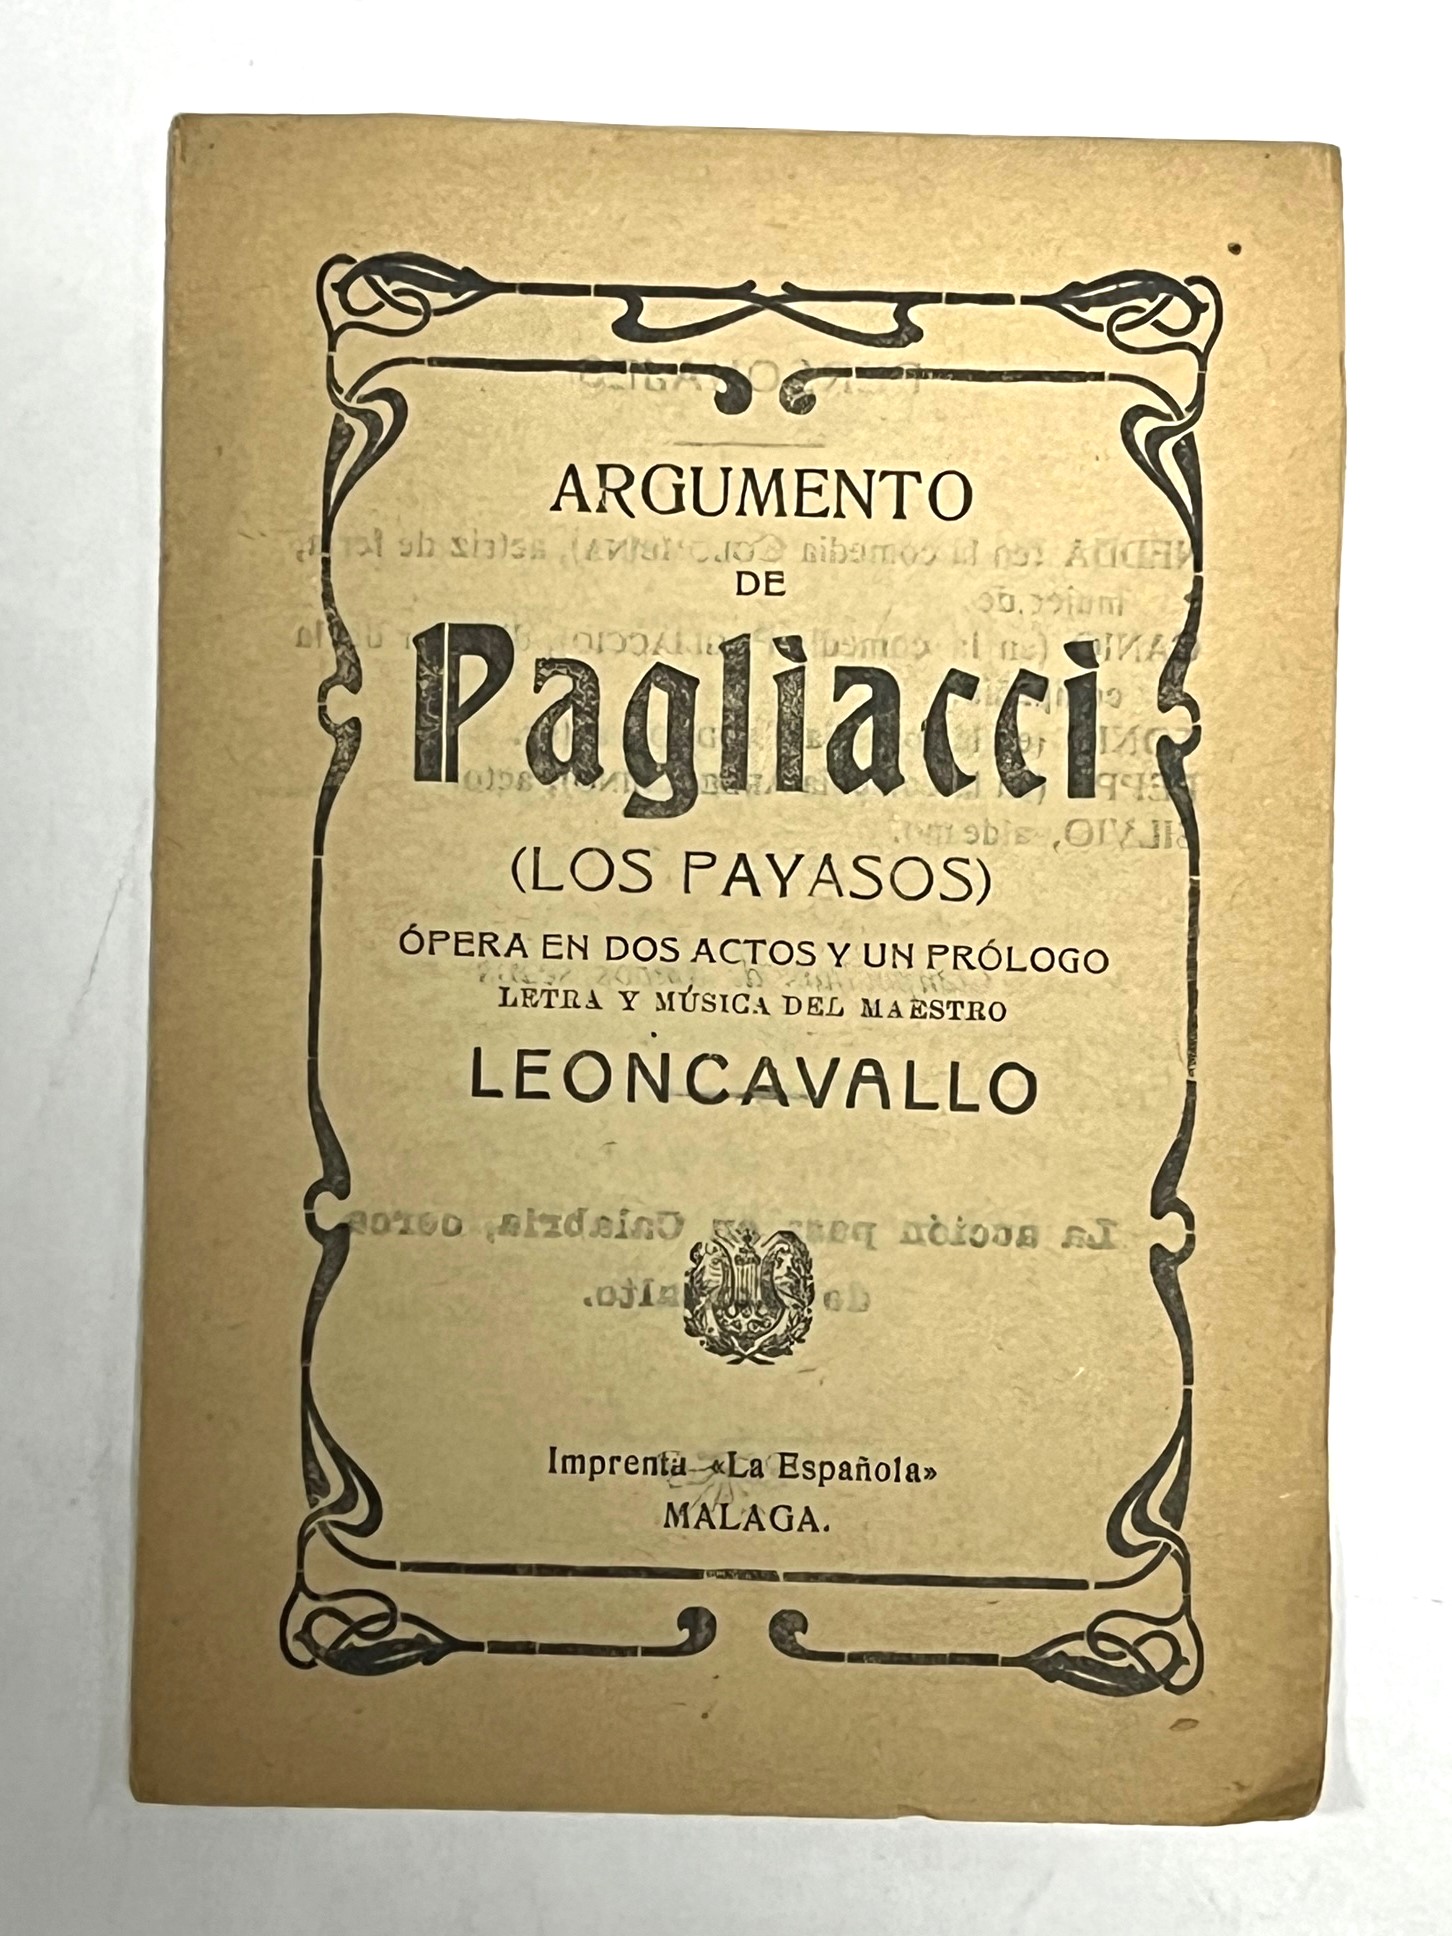 ARGUMENTO
DE
Pagliacci
(LOS PAYASOS)
ÓPERA EN DOS ACTOS Y UN PRÓLOGO
LETRA Y MÚSICA DEL MAESTRO
LEONCAVALLO
Imprenta «La Española»
MALAGA.